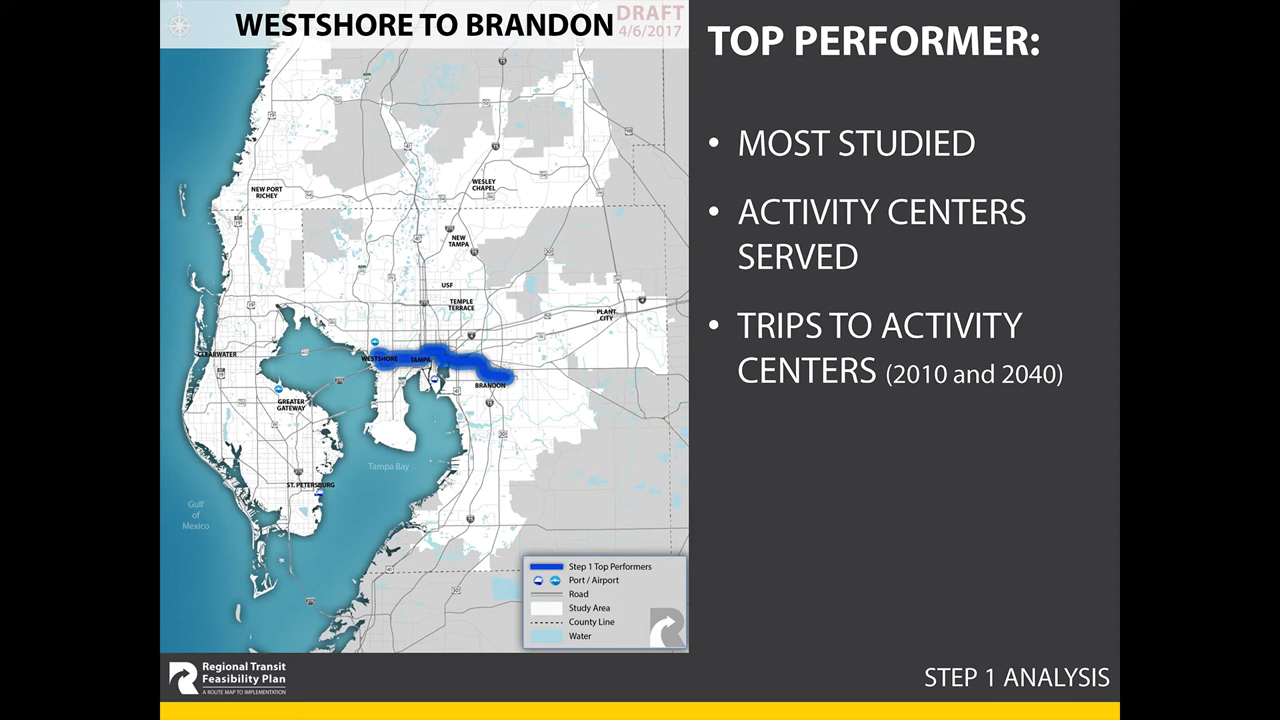 WESTSHORE TO BRANDON
DRAFT
4/6/2017
TOP PERFORMER:
• MOST STUDIED
• ACTIVITY CENTERS
SERVED
• TRIPS TO ACTIVITY
CENTERS (2010 and 2040)
N
NEW PORT
RICHEY
WESLEY
CHAPEL
NEW
TAMPA
USF
TEMPLE
TERRACE
PLANT
CITY
CLEARWATER
WESTSHORE
TAMPA
BRANDON
GREATER
GATEWAY
Tampa Bay
ST. PETERSBURG
Gulf
of
Mexico
Step 1 Top Performers
Port / Airport
Road
Study Area
County Line
Water
Regional Transit
Feasibility Plan
A ROUTE MAP TO IMPLEMENTATION
STEP 1 ANALYSIS